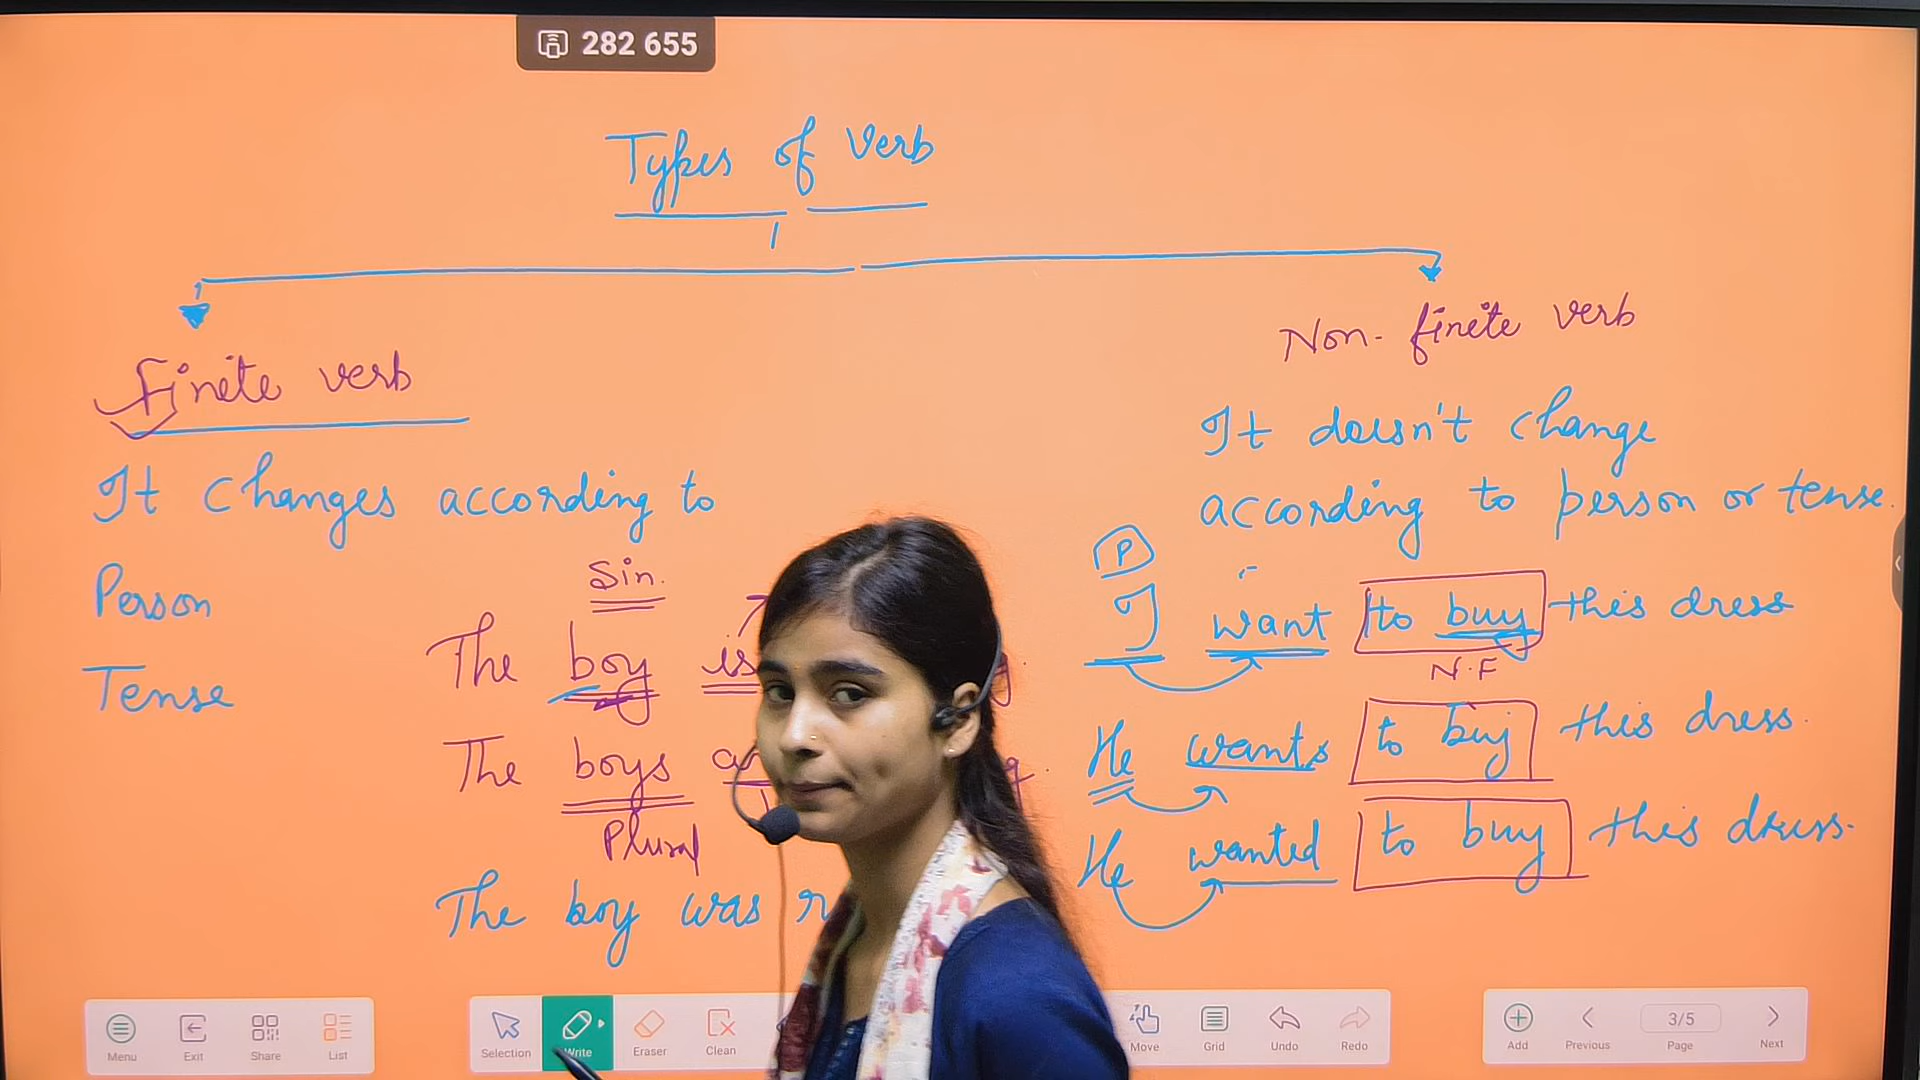 282 655
Types of Verb
Finite verb
Non-finite verb
It changes according to
Person
Tense
It doesn't change
according to person or tense.
Sin.
The boy is
The boys
Plural
The boy was
P
I want to buy this dress
N.F
He wants to buy this dress.
He wanted to buy this dress.
Menu Exit Share List
Selection Write Eraser Clean
Move Grid Undo Redo
Add Previous 3/5 Page Next